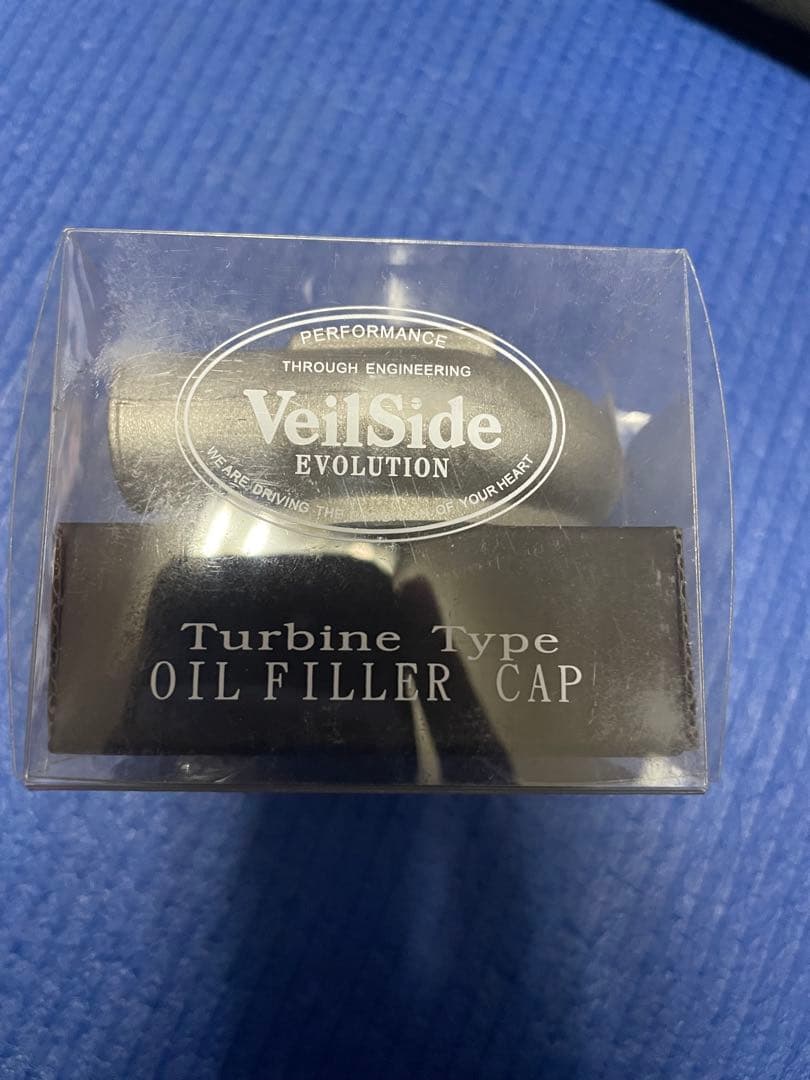 PERFORMANCE
THROUGH ENGINEERING
VeilSide
EVOLUTION
WE ARE DRIVING THE OF YOUR HEART
Turbine Type
OIL FILLER CAP